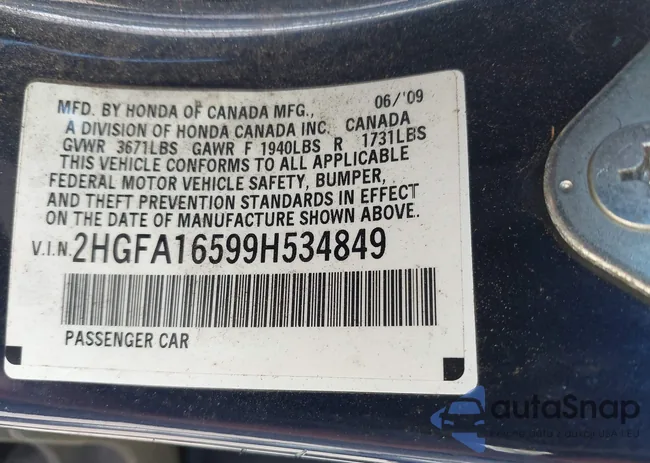 MFD. BY HONDA OF CANADA MFG., 06/'09
A DIVISION OF HONDA CANADA INC. CANADA
GVWR 3671LBS GAWR F 1940LBS R 1731LBS
THIS VEHICLE CONFORMS TO ALL APPLICABLE
FEDERAL MOTOR VEHICLE SAFETY, BUMPER,
AND THEFT PREVENTION STANDARDS IN EFFECT
ON THE DATE OF MANUFACTURE SHOWN ABOVE.
V.I.N. 2HGFA16599H534849
PASSENGER CAR
autoSnap